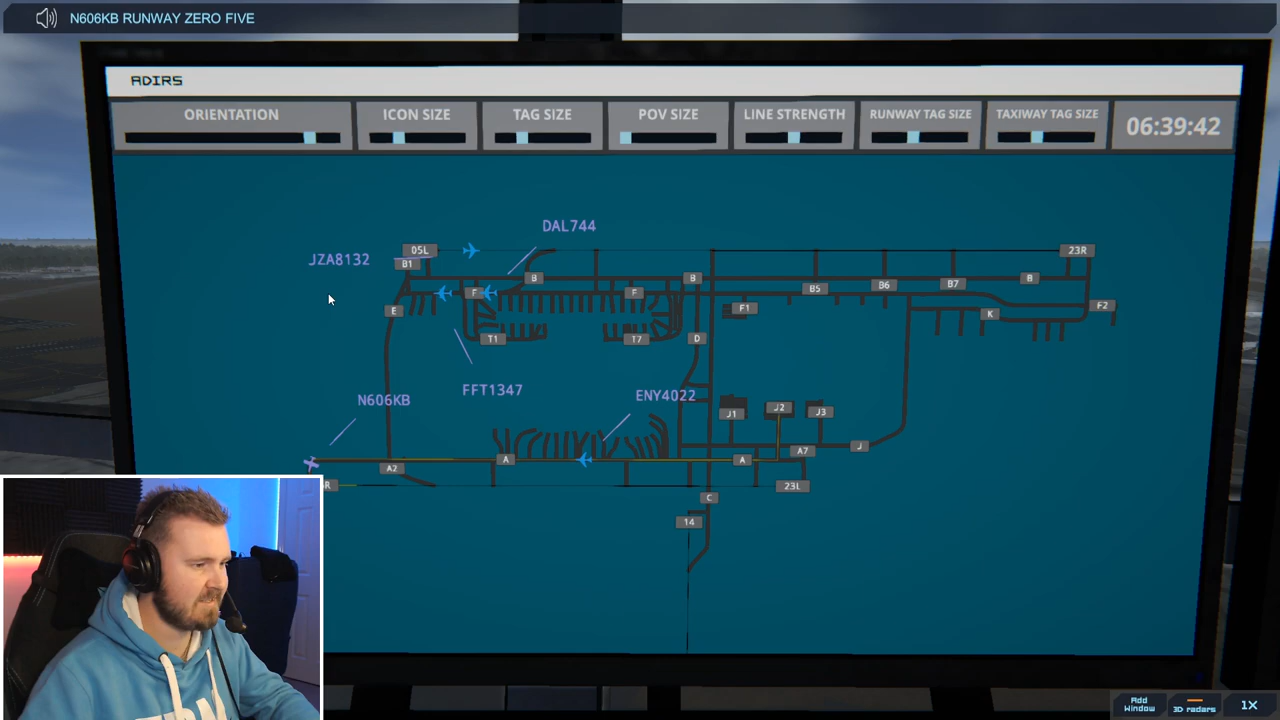 N606KB RUNWAY ZERO FIVE
ADIRS
ORIENTATION
ICON SIZE
TAG SIZE
POV SIZE
LINE STRENGTH
RUNWAY TAG SIZE
TAXIWAY TAG SIZE
06:39:42
DAL744
JZA8132
05L
23R
B1
B
B
B
F
F
B5
B6
B7
F2
F1
K
E
T1
T7
D
FFT1347
ENY4022
N606KB
J1
J2
J3
A2
A
A
A7
J
R
23L
C
14
Add Window
3D radars
1X